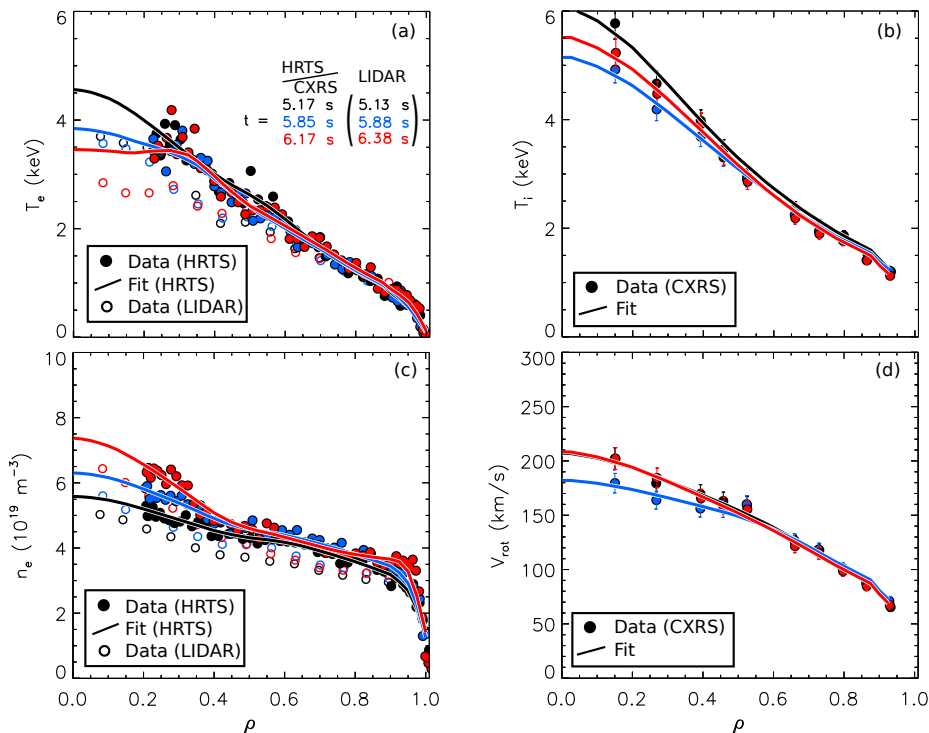 6
4
2
0
T_e (keV)
(a)
HRTS
CXRS
LIDAR
t =
5.17 s
5.13 s
5.85 s
5.88 s
6.17 s
6.38 s
Data (HRTS)
Fit (HRTS)
Data (LIDAR)
6
5
4
3
2
1
0
T_i (keV)
(b)
Data (CXRS)
Fit
10
8
6
4
2
0
n_e (10^19 m^−3)
(c)
Data (HRTS)
Fit (HRTS)
Data (LIDAR)
0.0 0.2 0.4 0.6 0.8 1.0
ρ
300
250
200
150
100
50
0
V_rot (km/s)
(d)
Data (CXRS)
Fit
0.0 0.2 0.4 0.6 0.8 1.0
ρ